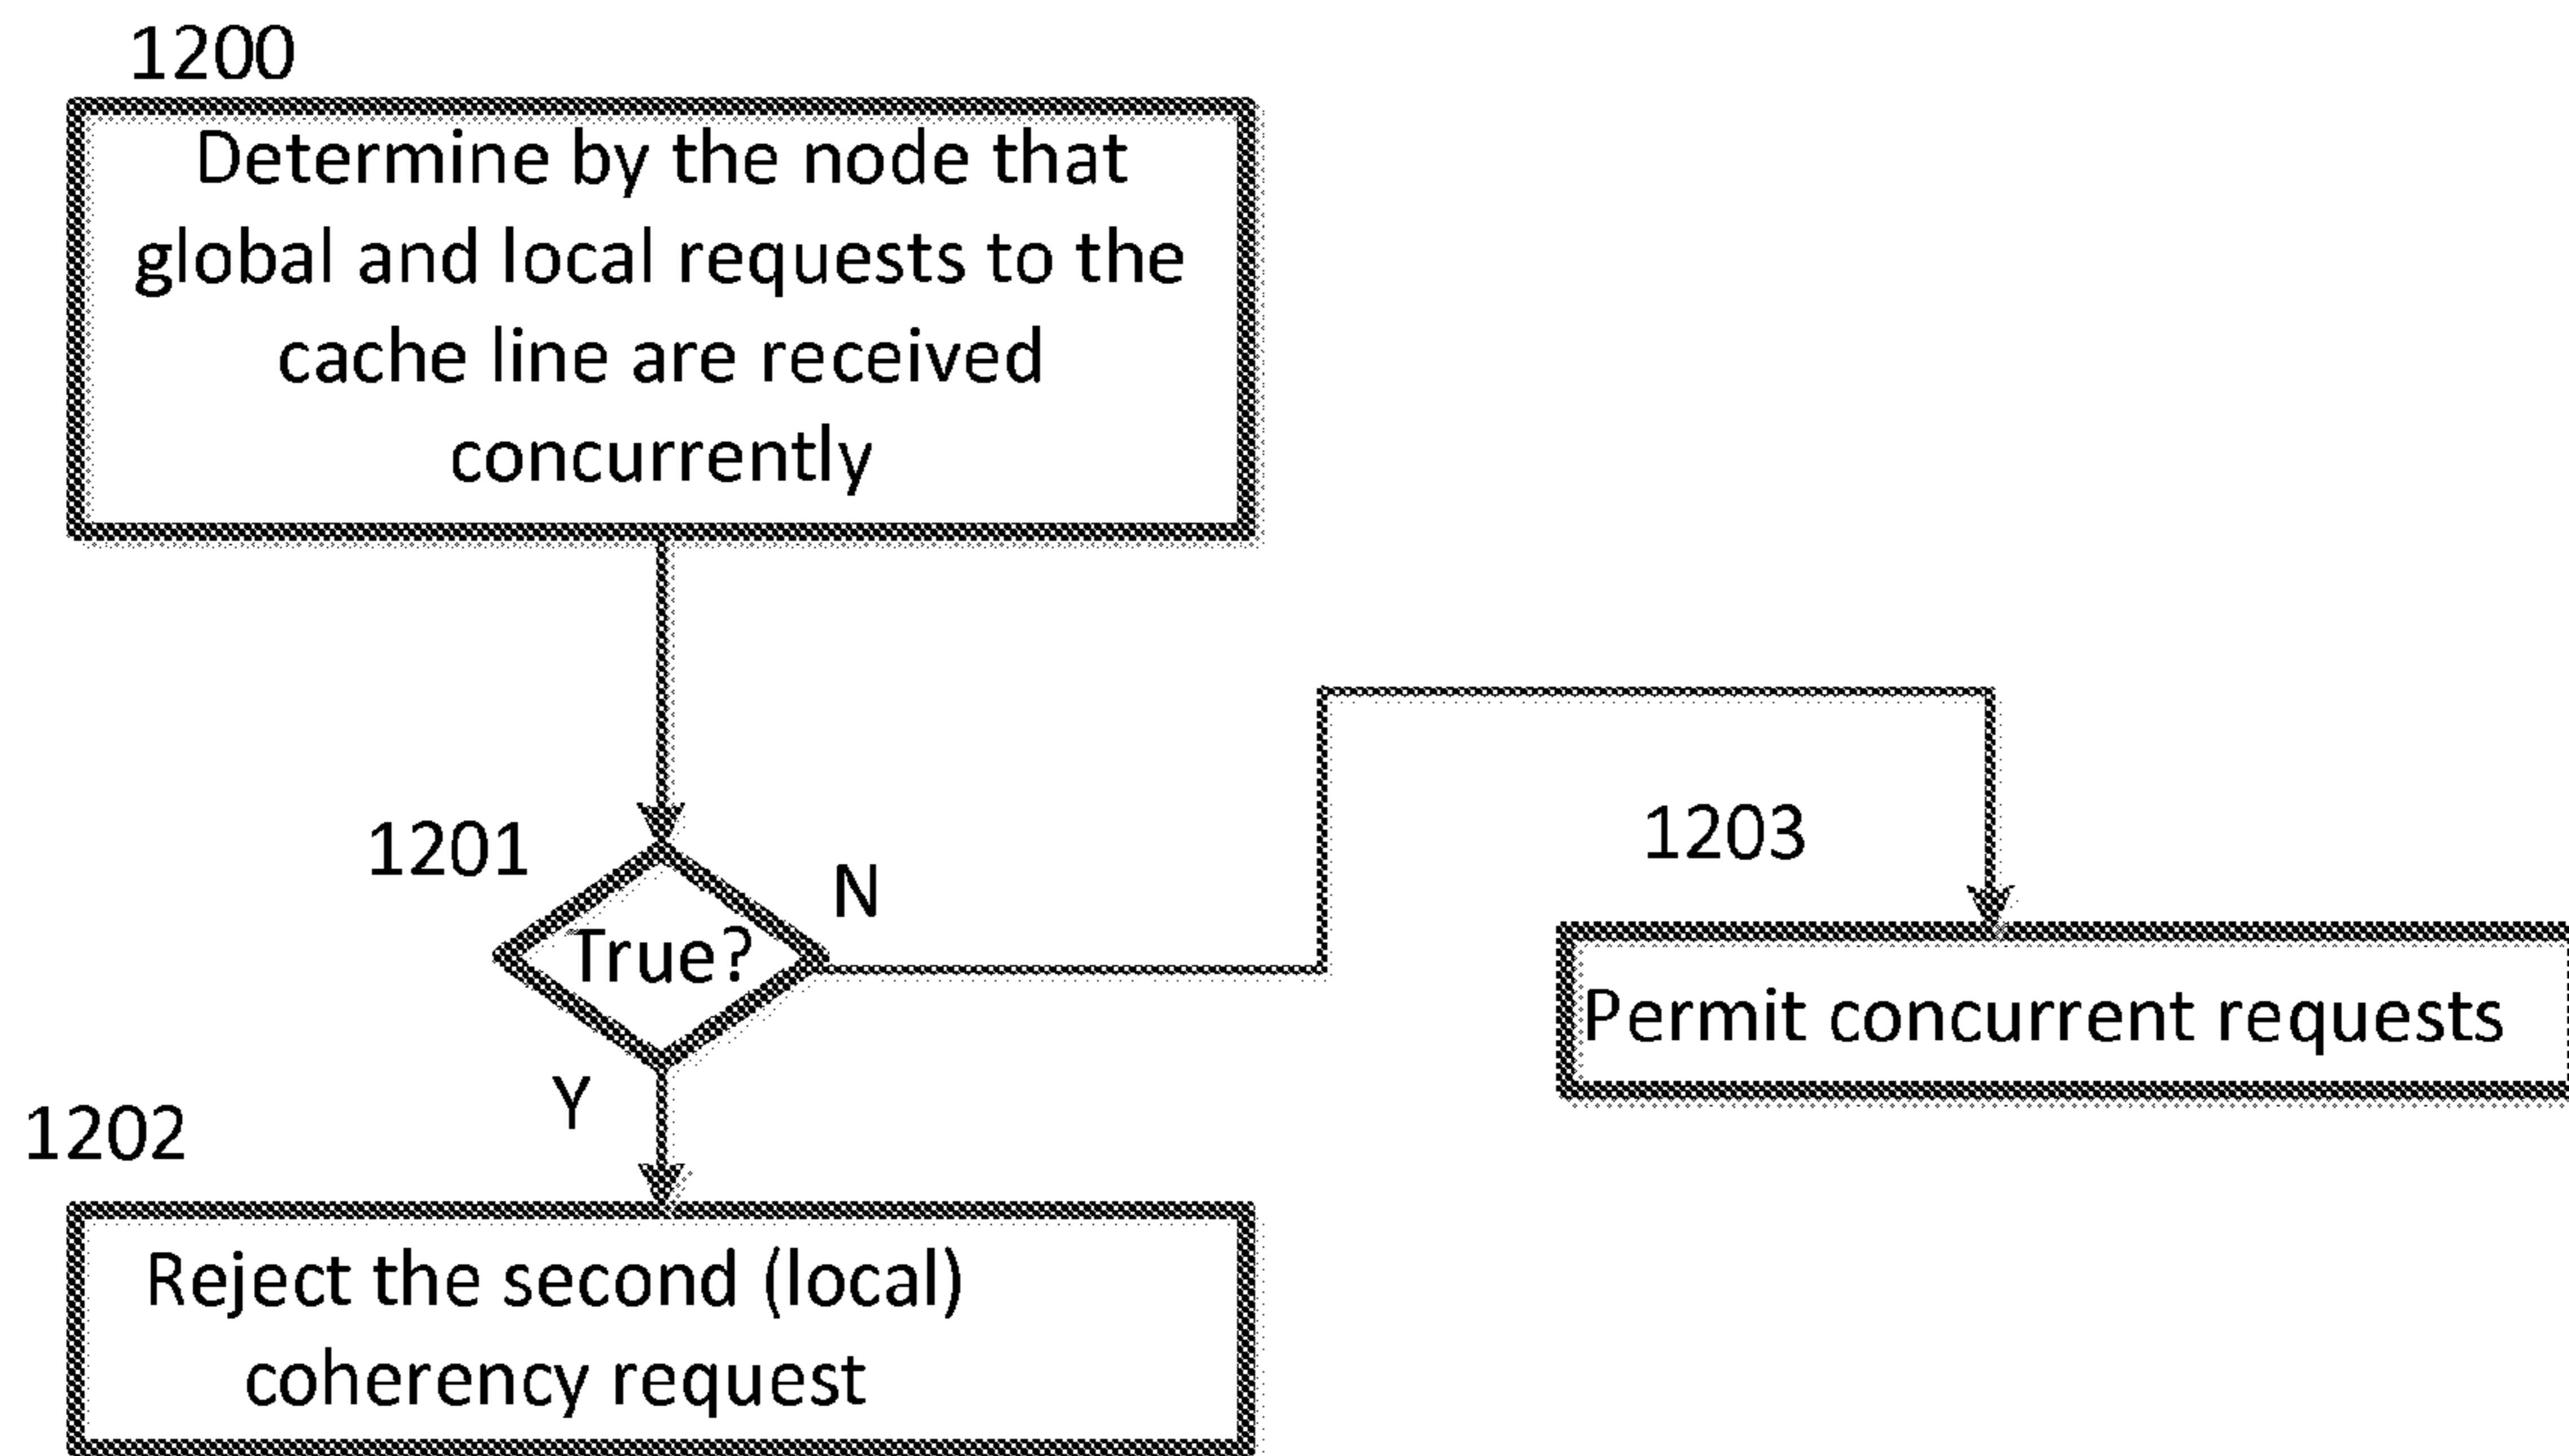 1200
Determine by the node that
global and local requests to the
cache line are received
concurrently
1201
True?
N
Y
1203
Permit concurrent requests
1202
Reject the second (local)
coherency request